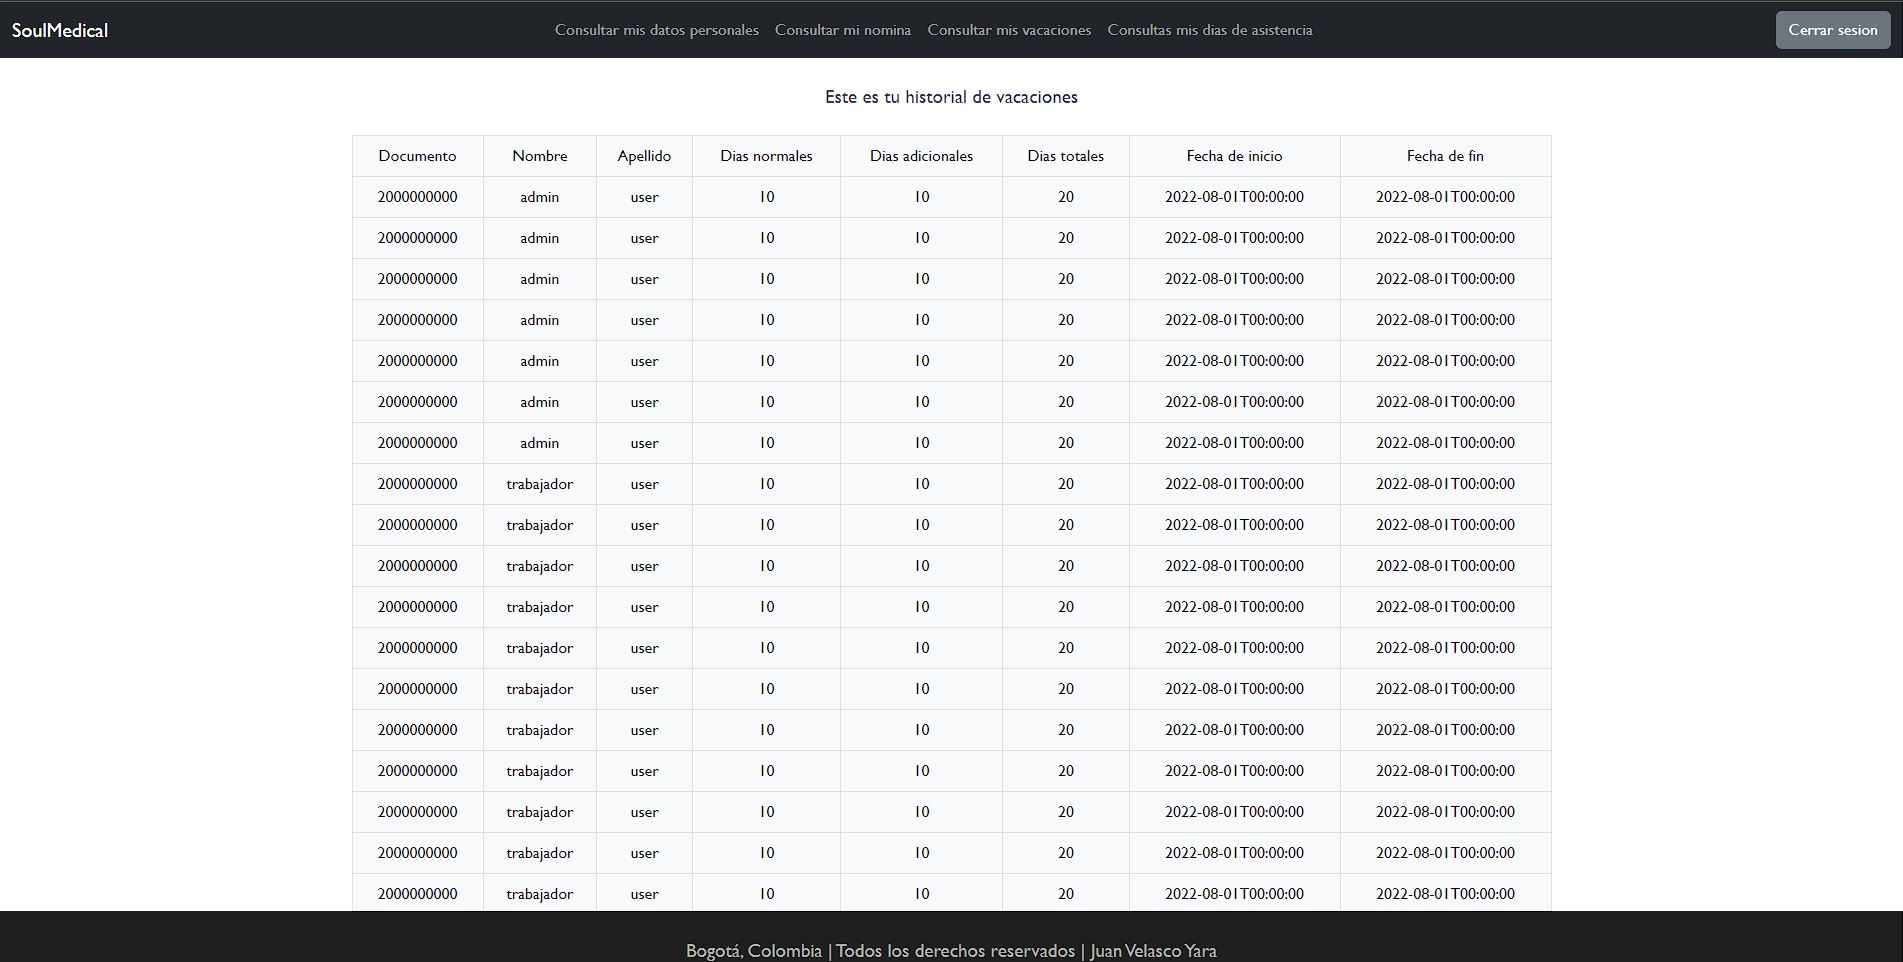 SoulMedical Consultar mis datos personales Consultar mi nomina Consultar mis vacaciones Consultas mis dias de asistencia Cerrar sesion
Este es tu historial de vacaciones
Documento Nombre Apellido Dias normales Dias adicionales Dias totales Fecha de inicio Fecha de fin
2000000000 admin user 10 10 20 2022-08-01T00:00:00 2022-08-01T00:00:00
2000000000 admin user 10 10 20 2022-08-01T00:00:00 2022-08-01T00:00:00
2000000000 admin user 10 10 20 2022-08-01T00:00:00 2022-08-01T00:00:00
2000000000 admin user 10 10 20 2022-08-01T00:00:00 2022-08-01T00:00:00
2000000000 admin user 10 10 20 2022-08-01T00:00:00 2022-08-01T00:00:00
2000000000 admin user 10 10 20 2022-08-01T00:00:00 2022-08-01T00:00:00
2000000000 admin user 10 10 20 2022-08-01T00:00:00 2022-08-01T00:00:00
2000000000 trabajador user 10 10 20 2022-08-01T00:00:00 2022-08-01T00:00:00
2000000000 trabajador user 10 10 20 2022-08-01T00:00:00 2022-08-01T00:00:00
2000000000 trabajador user 10 10 20 2022-08-01T00:00:00 2022-08-01T00:00:00
2000000000 trabajador user 10 10 20 2022-08-01T00:00:00 2022-08-01T00:00:00
2000000000 trabajador user 10 10 20 2022-08-01T00:00:00 2022-08-01T00:00:00
2000000000 trabajador user 10 10 20 2022-08-01T00:00:00 2022-08-01T00:00:00
2000000000 trabajador user 10 10 20 2022-08-01T00:00:00 2022-08-01T00:00:00
2000000000 trabajador user 10 10 20 2022-08-01T00:00:00 2022-08-01T00:00:00
2000000000 trabajador user 10 10 20 2022-08-01T00:00:00 2022-08-01T00:00:00
2000000000 trabajador user 10 10 20 2022-08-01T00:00:00 2022-08-01T00:00:00
2000000000 trabajador user 10 10 20 2022-08-01T00:00:00 2022-08-01T00:00:00
Bogotá, Colombia | Todos los derechos reservados | Juan Velasco Yara